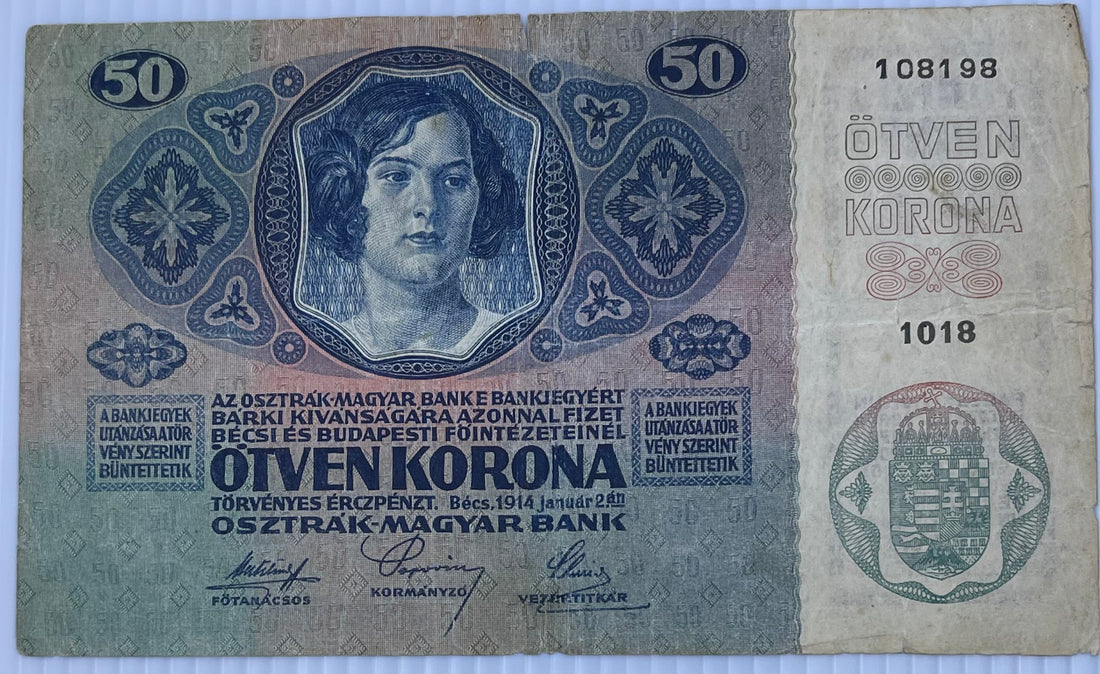 50
50
108198
ÖTVEN
KORONA
1018
AZ OSZTRÁK-MAGYAR BANK E BANKJEGYÉRT
BÁRKI KIVÁNSÁGÁRA AZONNAL FIZET
BÉCSI ÉS BUDAPESTI FŐINTÉZETEINÉL
ÖTVEN KORONA
TÖRVÉNYES ÉRCZPÉNZT. Bécs, 1914 január 2.án
OSZTRÁK-MAGYAR BANK
A BANKJEGYEK
UTÁNZÁSA A TÖR
VÉNY SZERINT
BÜNTETTETIK
A BANKJEGYEK
UTÁNZÁSA A TÖR
VÉNY SZERINT
BÜNTETTETIK
FŐTANÁCSOS
KORMÁNYZÓ
VEZÉRTITKÁR